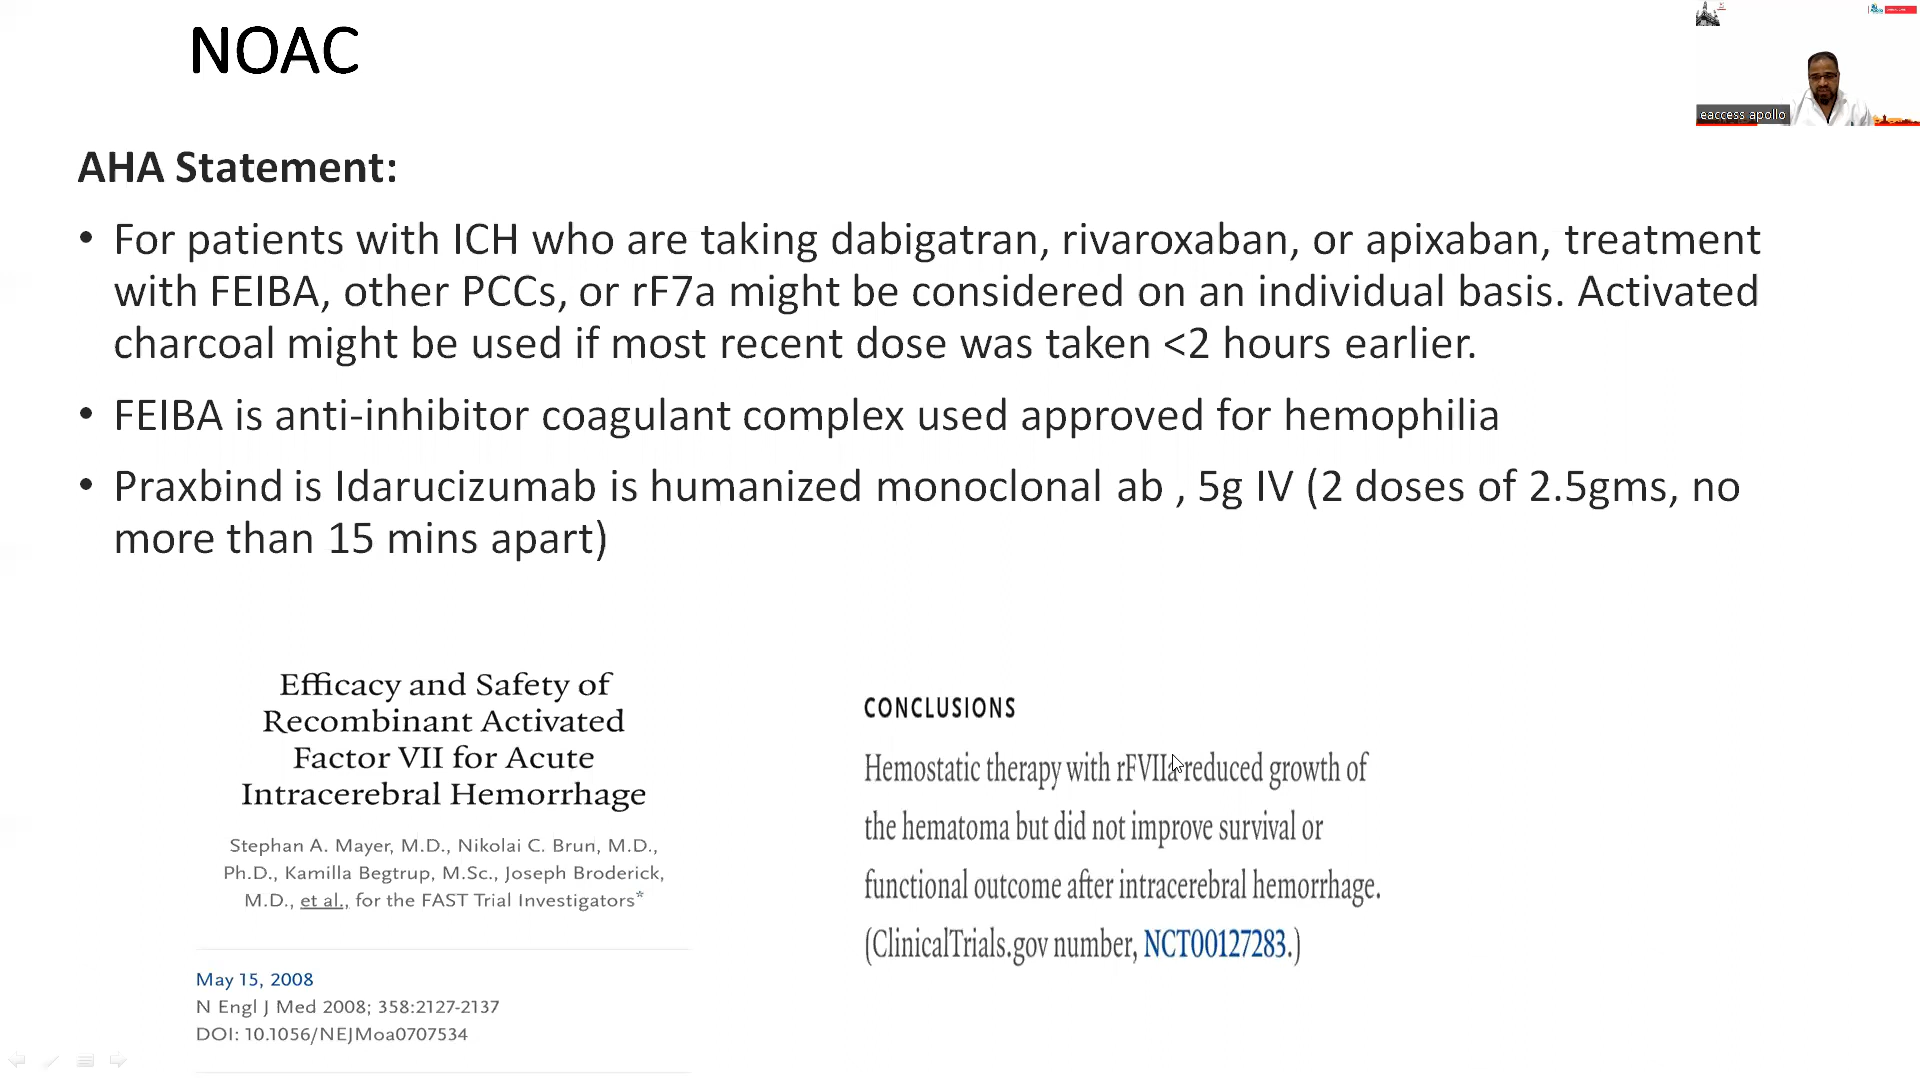 NOAC
eaccess apollo
AHA Statement:
• For patients with ICH who are taking dabigatran, rivaroxaban, or apixaban, treatment
with FEIBA, other PCCs, or rF7a might be considered on an individual basis. Activated
charcoal might be used if most recent dose was taken <2 hours earlier.
• FEIBA is anti-inhibitor coagulant complex used approved for hemophilia
• Praxbind is Idarucizumab is humanized monoclonal ab , 5g IV (2 doses of 2.5gms, no
more than 15 mins apart)
Efficacy and Safety of
Recombinant Activated
Factor VII for Acute
Intracerebral Hemorrhage
Stephan A. Mayer, M.D., Nikolai C. Brun, M.D.,
Ph.D., Kamilla Begtrup, M.Sc., Joseph Broderick,
M.D., et al., for the FAST Trial Investigators*
May 15, 2008
N Engl J Med 2008; 358:2127-2137
DOI: 10.1056/NEJMoa0707534
CONCLUSIONS
Hemostatic therapy with rFVIIa reduced growth of
the hematoma but did not improve survival or
functional outcome after intracerebral hemorrhage.
(ClinicalTrials.gov number, NCT00127283.)